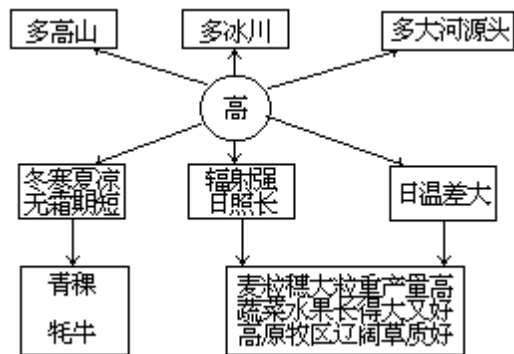 多高山
多冰川
多大河源头
高
冬寒夏凉
无霜期短
辐射强
日照长
日温差大
青稞
牦牛
麦粒穗大粒重产量高
蔬菜水果长得大又好
高原牧区辽阔草质好